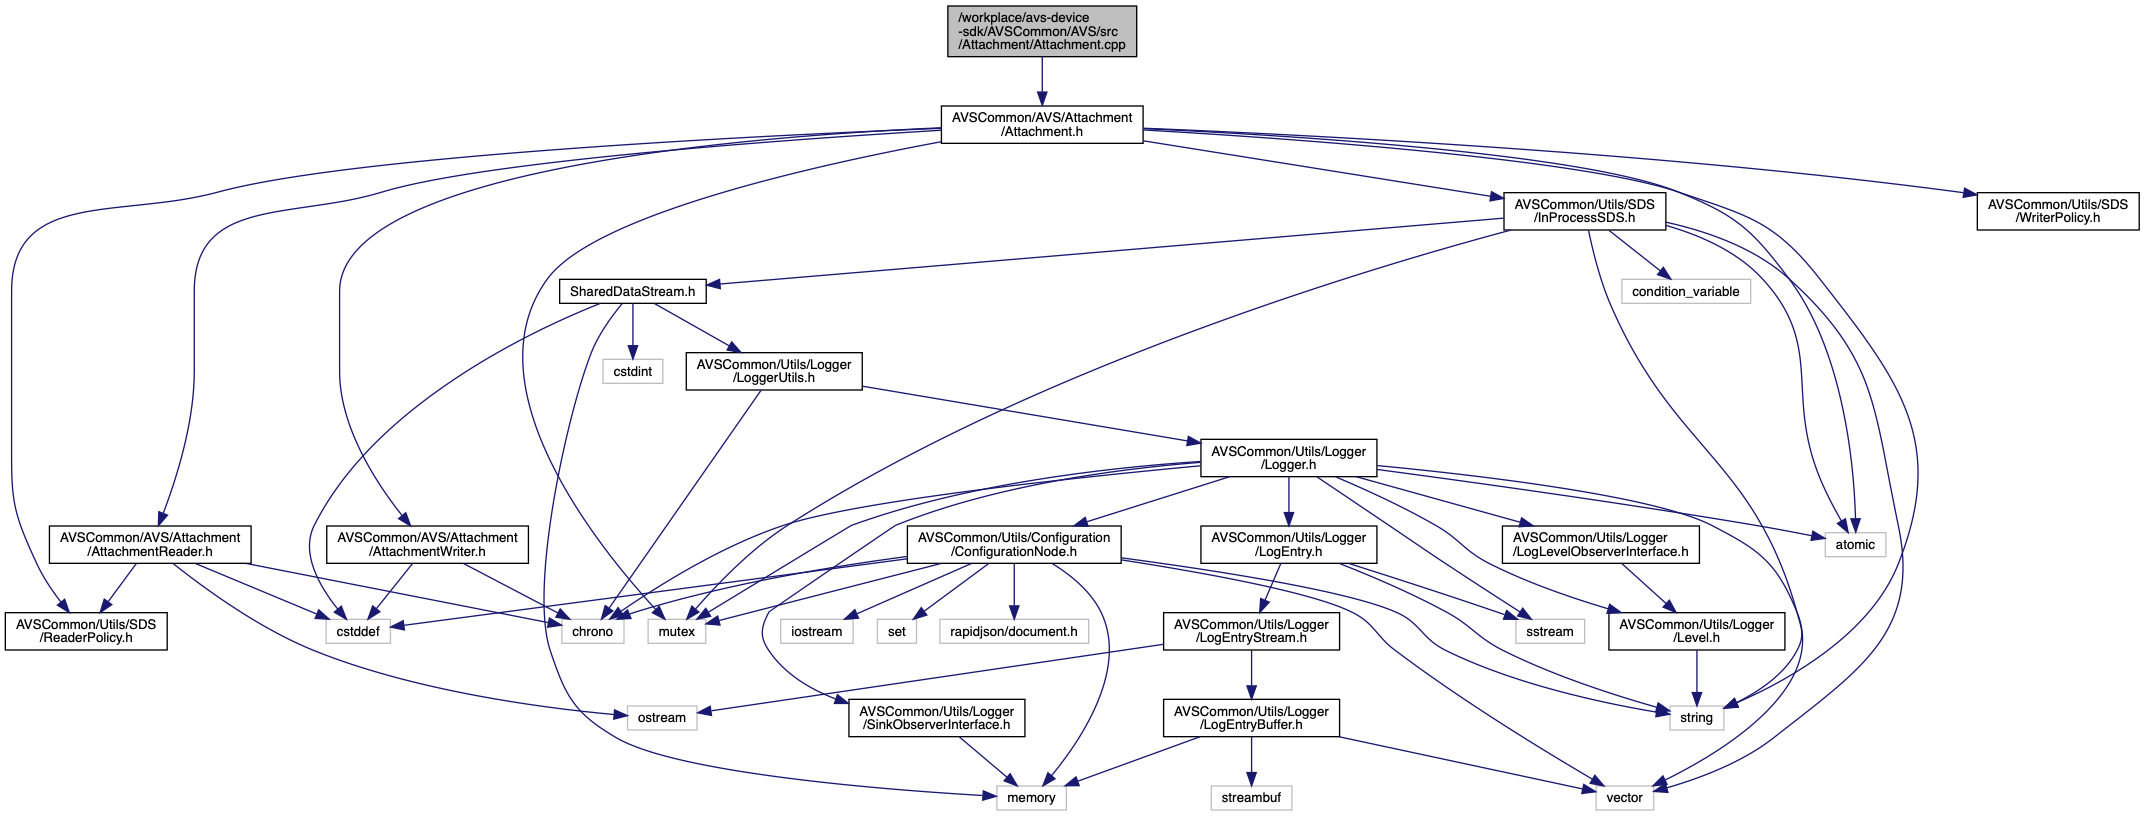 /workplace/avs-device
-sdk/AVSCommon/AVS/src
/Attachment/Attachment.cpp
AVSCommon/AVS/Attachment
/Attachment.h
AVSCommon/Utils/SDS
/InProcessSDS.h
AVSCommon/Utils/SDS
/WriterPolicy.h
SharedDataStream.h
condition_variable
cstdint
AVSCommon/Utils/Logger
/LoggerUtils.h
AVSCommon/Utils/Logger
/Logger.h
AVSCommon/AVS/Attachment
/AttachmentReader.h
AVSCommon/AVS/Attachment
/AttachmentWriter.h
AVSCommon/Utils/Configuration
/ConfigurationNode.h
AVSCommon/Utils/Logger
/LogEntry.h
AVSCommon/Utils/Logger
/LogLevelObserverInterface.h
atomic
AVSCommon/Utils/SDS
/ReaderPolicy.h
cstddef
chrono
mutex
iostream
set
rapidjson/document.h
AVSCommon/Utils/Logger
/LogEntryStream.h
sstream
AVSCommon/Utils/Logger
/Level.h
ostream
AVSCommon/Utils/Logger
/SinkObserverInterface.h
AVSCommon/Utils/Logger
/LogEntryBuffer.h
string
memory
streambuf
vector